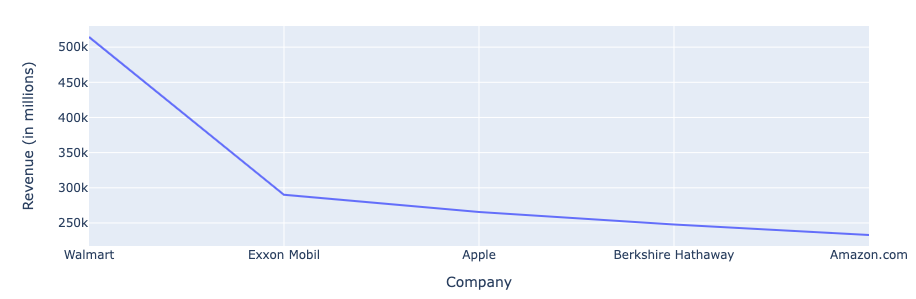 Revenue (in millions)
500k
450k
400k
350k
300k
250k
Walmart
Exxon Mobil
Apple
Berkshire Hathaway
Amazon.com
Company